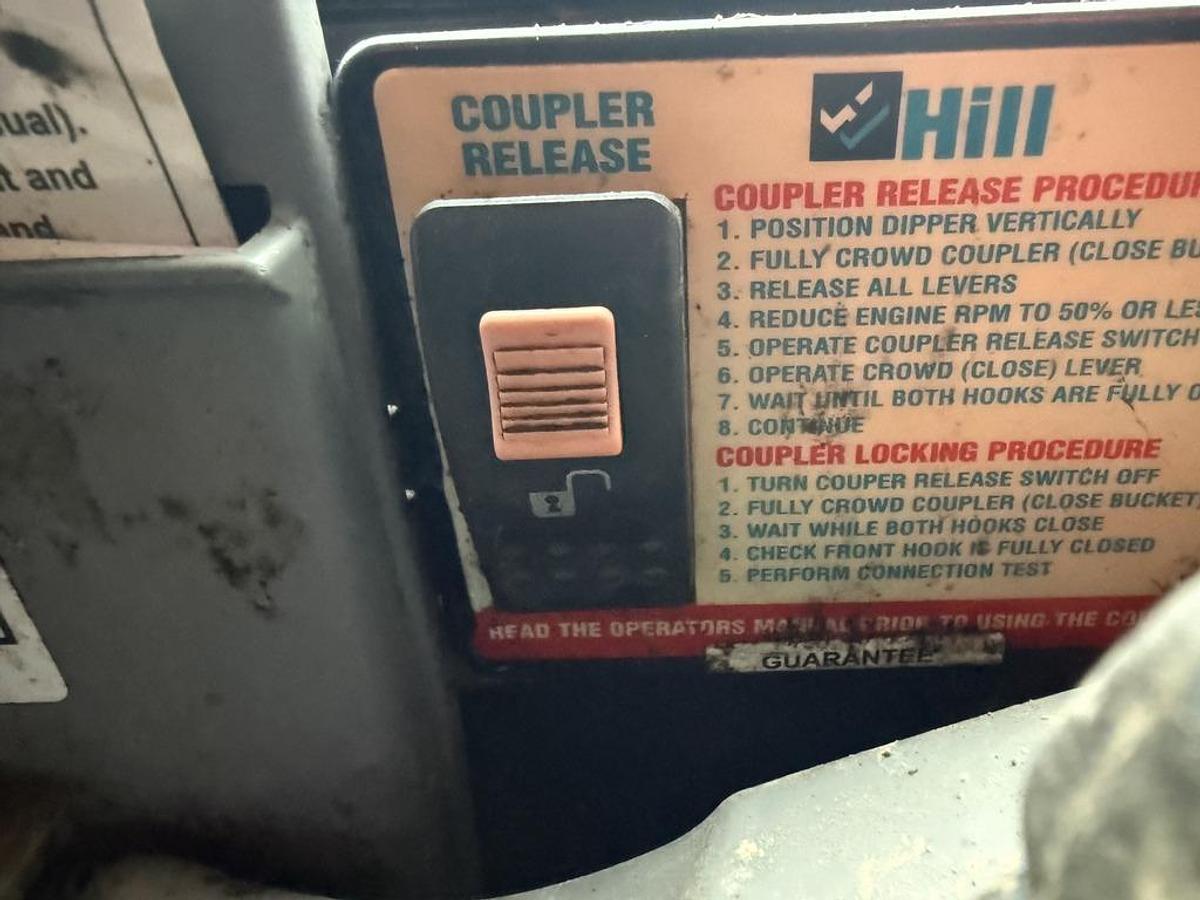 ual).
t and
and
COUPLER
RELEASE
Hill
COUPLER RELEASE PROCEDU
1. POSITION DIPPER VERTICALLY
2. FULLY CROWD COUPLER (CLOSE BU
3. RELEASE ALL LEVERS
4. REDUCE ENGINE RPM TO 50% OR LES
5. OPERATE COUPLER RELEASE SWITCH
6. OPERATE CROWD (CLOSE) LEVER
7. WAIT UNTIL BOTH HOOKS ARE FULLY O
8. CONTINUE
COUPLER LOCKING PROCEDURE
1. TURN COUPER RELEASE SWITCH OFF
2. FULLY CROWD COUPLER (CLOSE BUCKET)
3. WAIT WHILE BOTH HOOKS CLOSE
4. CHECK FRONT HOOK IS FULLY CLOSED
5. PERFORM CONNECTION TEST
READ THE OPERATORS MANUAL PRIOR TO USING THE CO
GUARANTEE